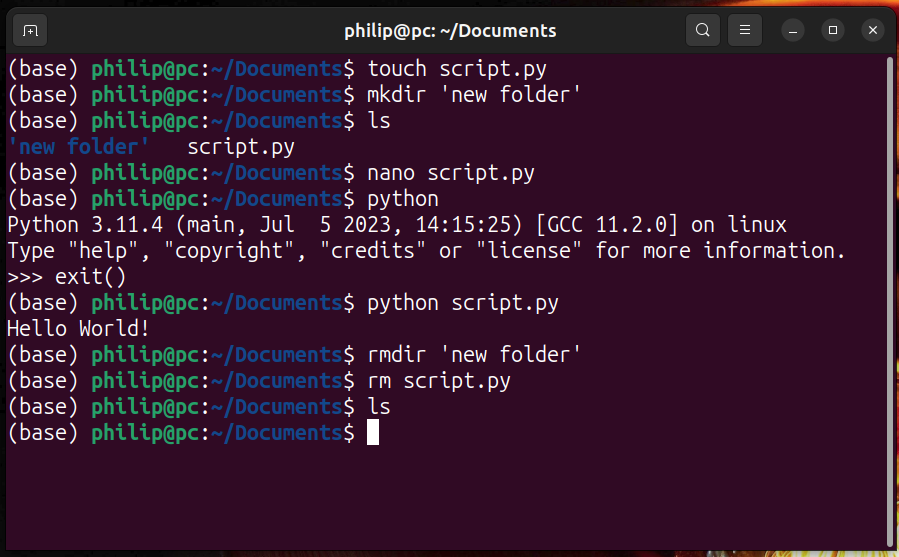 philip@pc: ~/Documents
(base) philip@pc:~/Documents$ touch script.py
(base) philip@pc:~/Documents$ mkdir 'new folder'
(base) philip@pc:~/Documents$ ls
'new folder'   script.py
(base) philip@pc:~/Documents$ nano script.py
(base) philip@pc:~/Documents$ python
Python 3.11.4 (main, Jul  5 2023, 14:15:25) [GCC 11.2.0] on linux
Type "help", "copyright", "credits" or "license" for more information.
>>> exit()
(base) philip@pc:~/Documents$ python script.py
Hello World!
(base) philip@pc:~/Documents$ rmdir 'new folder'
(base) philip@pc:~/Documents$ rm script.py
(base) philip@pc:~/Documents$ ls
(base) philip@pc:~/Documents$